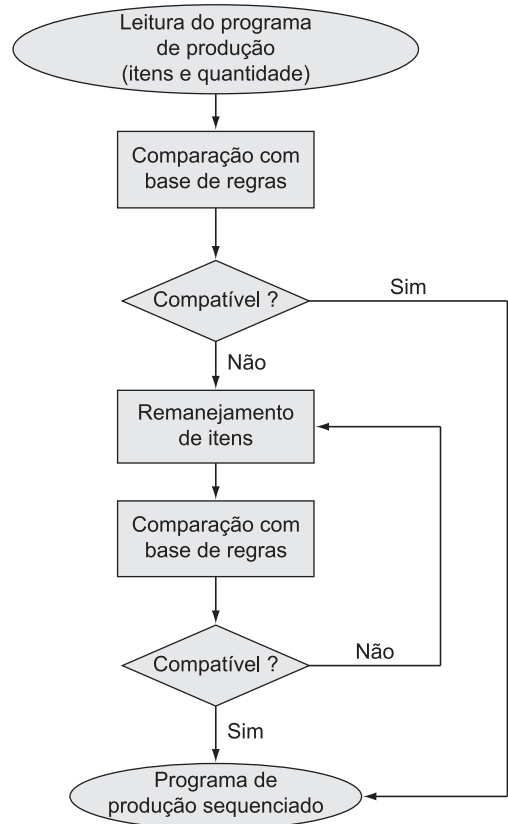 Leitura do programa
de produção
(itens e quantidade)
Comparação com
base de regras
Compatível ?
Sim
Não
Remanejamento
de itens
Comparação com
base de regras
Compatível ?
Não
Sim
Programa de
produção sequenciado